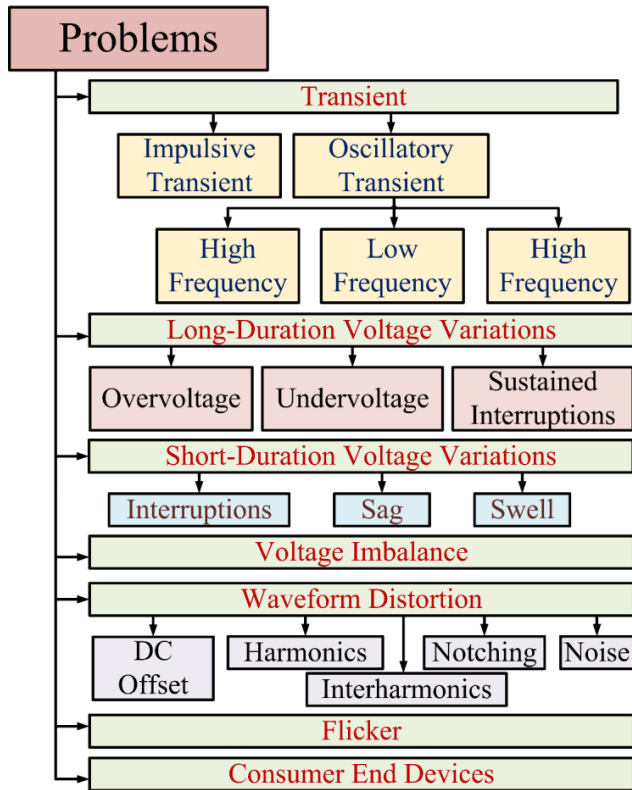 Problems
Transient
Impulsive
Transient
Oscillatory
Transient
High
Frequency
Low
Frequency
High
Frequency
Long-Duration Voltage Variations
Overvoltage
Undervoltage
Sustained
Interruptions
Short-Duration Voltage Variations
Interruptions
Sag
Swell
Voltage Imbalance
Waveform Distortion
DC
Offset
Harmonics
Interharmonics
Notching
Noise
Flicker
Consumer End Devices